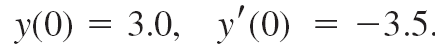 y(0) = 3.0, y′(0) = −3.5.